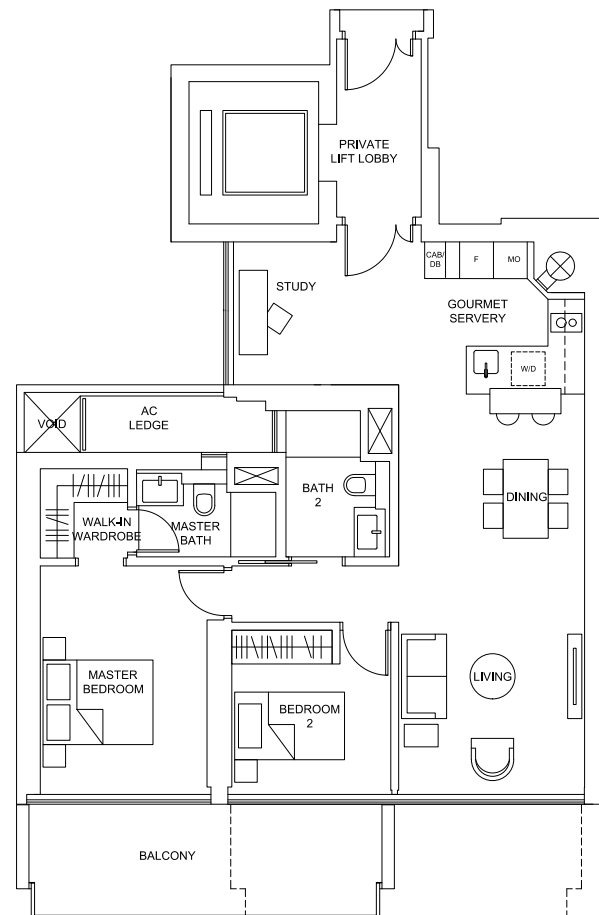 PRIVATE
LIFT LOBBY
CAB/
DB
F
MO
STUDY
GOURMET
SERVERY
W/D
VOID
AC
LEDGE
BATH
2
DINING
WALK-IN
WARDROBE
MASTER
BATH
MASTER
BEDROOM
BEDROOM
2
LIVING
BALCONY